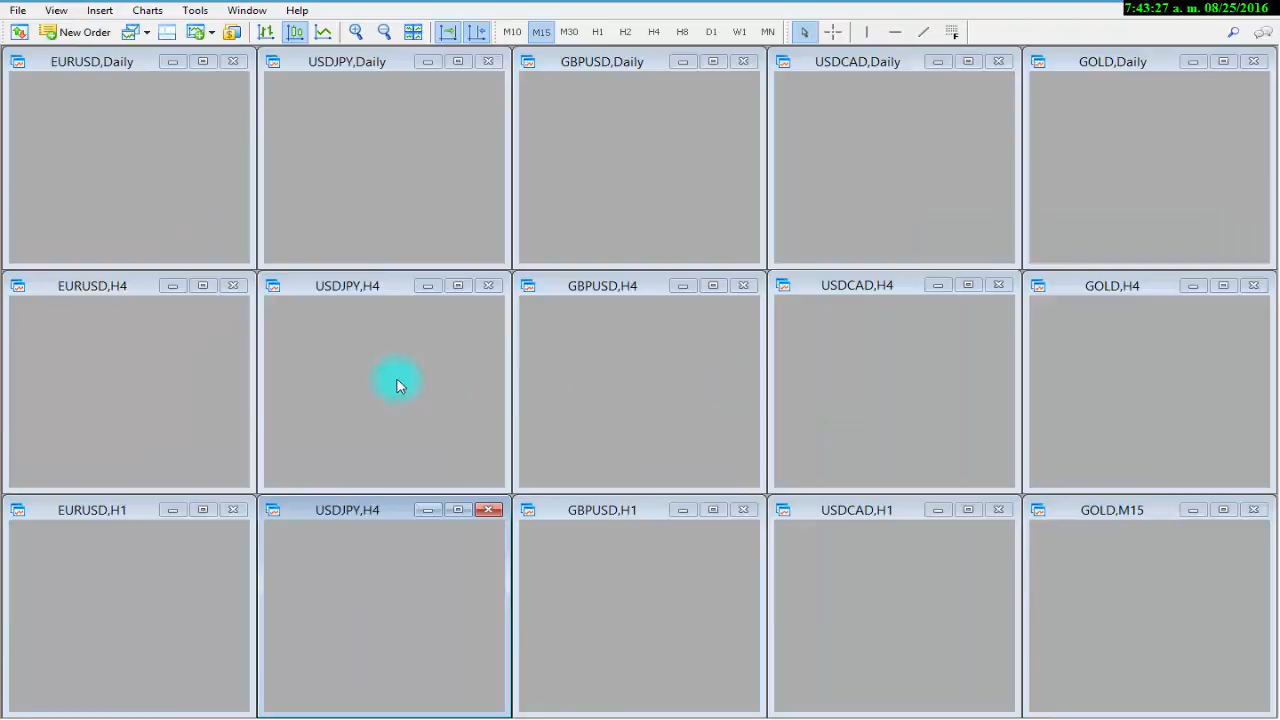 File View Insert Charts Tools Window Help 7:43:27 a. m. 08/25/2016
New Order M10 M15 M30 H1 H2 H4 H8 D1 W1 MN F
EURUSD,Daily USDJPY,Daily GBPUSD,Daily USDCAD,Daily GOLD,Daily
EURUSD,H4 USDJPY,H4 GBPUSD,H4 USDCAD,H4 GOLD,H4
EURUSD,H1 USDJPY,H4 GBPUSD,H1 USDCAD,H1 GOLD,M15